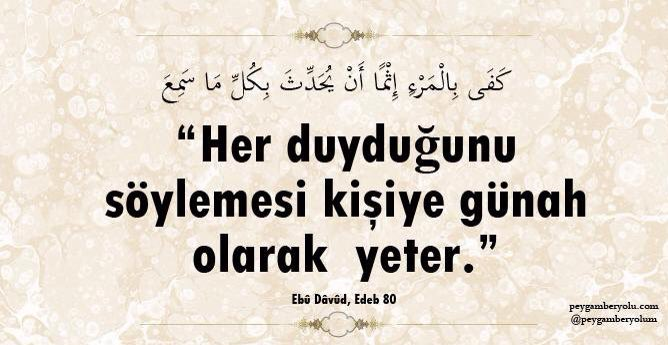 كَفَى بِالْمَرْءِ إِثْمًا أَنْ يُحَدِّثَ بِكُلِّ مَا سَمِعَ
“Her duyduğunu
söylemesi kişiye günah
olarak yeter.”
Ebû Dâvûd, Edeb 80
peygamberyolu.com
@peygamberyolum